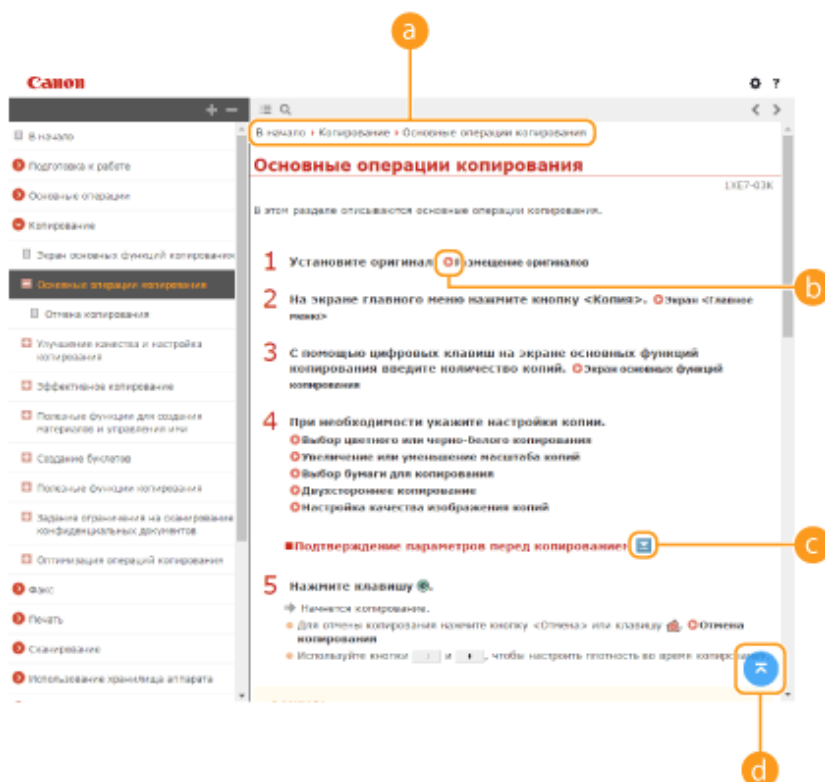 a
Canon
?
+ −
В начало
В начало › Копирование › Основные операции копирования
Подготовка к работе
Основные операции
Копирование
Экран основных функций копирования
Основные операции копирования
Отмена копирования
Улучшение качества и настройка
копирования
Эффективное копирование
Полезные функции для создания
материалов и управления ими
Создание буклетов
Полезные функции копирования
Задание ограничения на сканирование
конфиденциальных документов
Оптимизация операций копирования
Факс
Печать
Сканирование
Использование хранилища аппарата
Основные операции копирования
1XE7-03K
В этом разделе описываются основные операции копирования.
1 Установите оригинал. Размещение оригиналов
b
2 На экране главного меню нажмите кнопку <Копия>. Экран <Главное
меню>
3 С помощью цифровых клавиш на экране основных функций
копирования введите количество копий. Экран основных функций
копирования
4 При необходимости укажите настройки копии.
Выбор цветного или черно-белого копирования
Увеличение или уменьшение масштаба копий
Выбор бумаги для копирования
Двухстороннее копирование
Настройка качества изображения копий
■Подтверждение параметров перед копированием
c
5 Нажмите клавишу .
Начнется копирование.
Для отмены копирования нажмите кнопку <Отмена> или клавишу . Отмена
копирования
Используйте кнопки и , чтобы настроить плотность во время копирования.
d